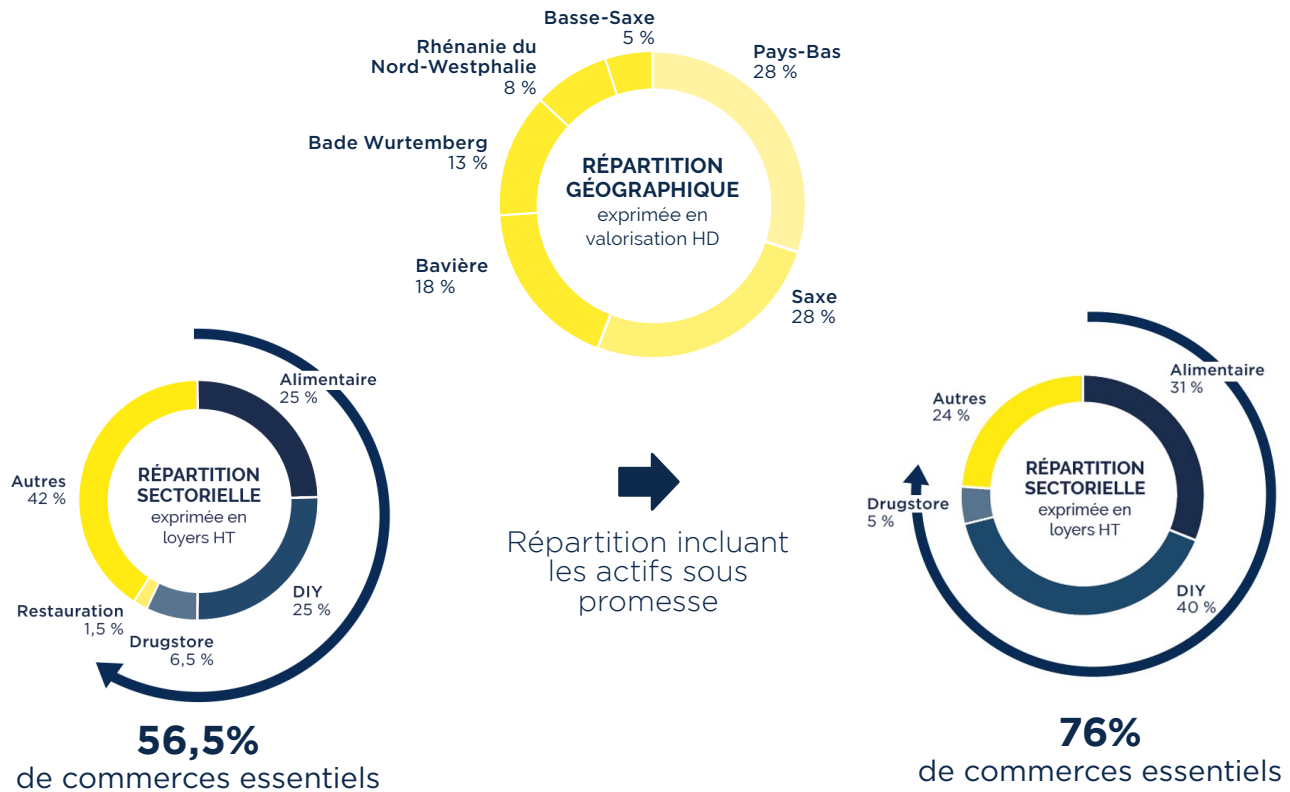 Basse-Saxe
5 %
Rhénanie du
Nord-Westphalie
8 %
Pays-Bas
28 %
Bade Wurtemberg
13 %
RÉPARTITION
GÉOGRAPHIQUE
exprimée en
valorisation HD
Bavière
18 %
Saxe
28 %
Alimentaire
25 %
Autres
42 %
RÉPARTITION
SECTORIELLE
exprimée en
loyers HT
DIY
25 %
Restauration
1,5 %
Drugstore
6,5 %
56,5%
de commerces essentiels
Répartition incluant
les actifs sous
promesse
Alimentaire
31 %
Autres
24 %
RÉPARTITION
SECTORIELLE
exprimée en
loyers HT
Drugstore
5 %
DIY
40 %
76%
de commerces essentiels